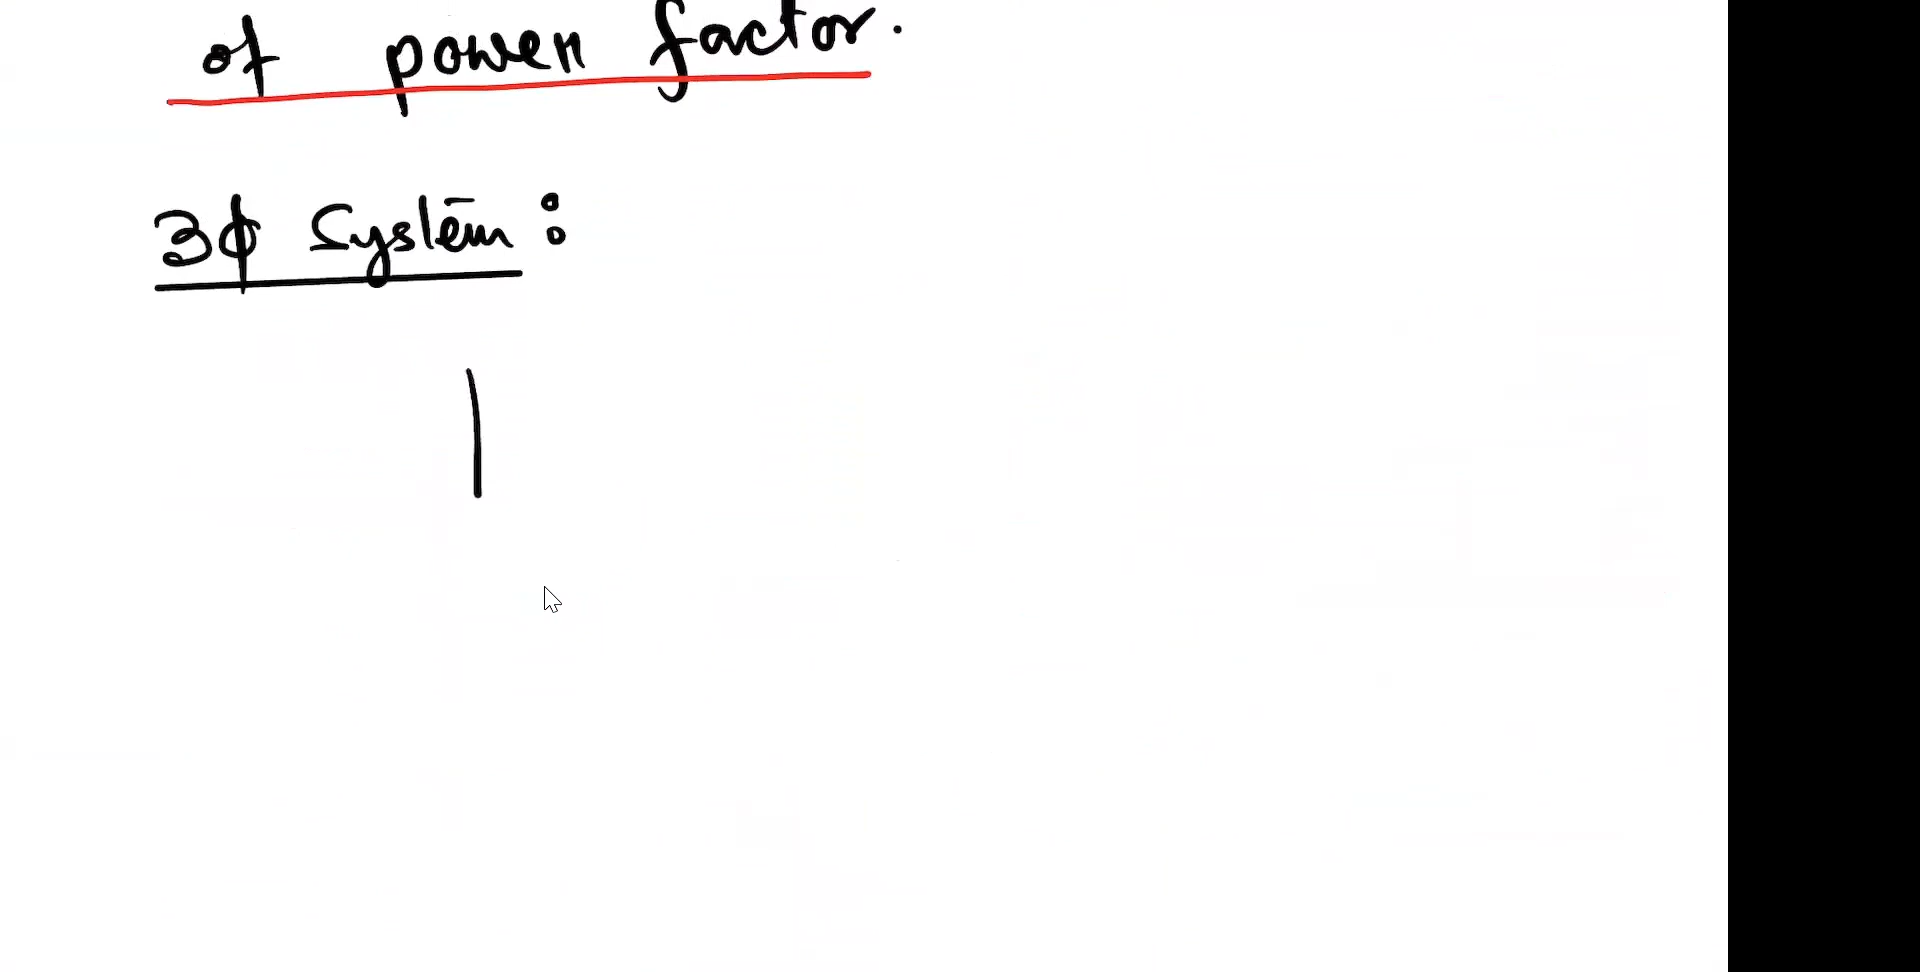 of power factor.
3ϕ System: